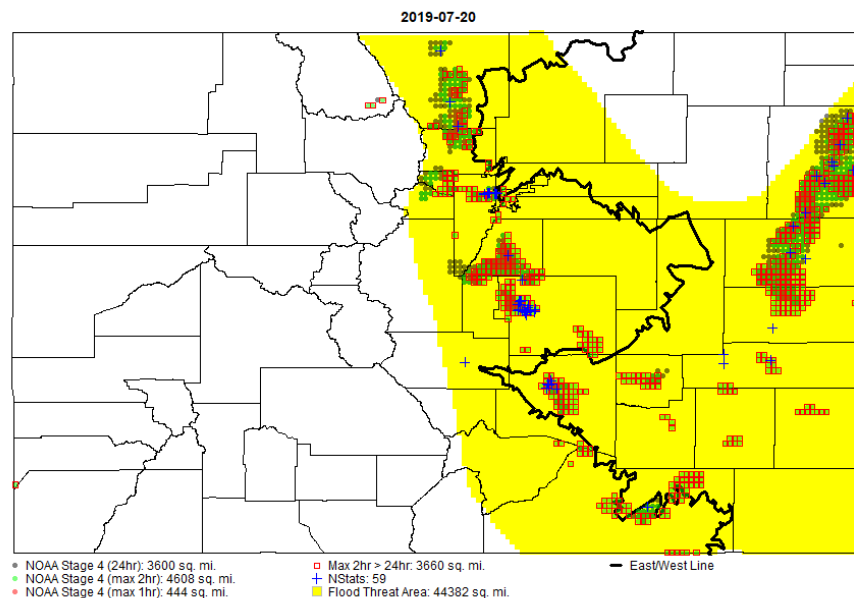 2019-07-20
NOAA Stage 4 (24hr): 3600 sq. mi.
NOAA Stage 4 (max 2hr): 4608 sq. mi.
NOAA Stage 4 (max 1hr): 444 sq. mi.
Max 2hr > 24hr: 3660 sq. mi.
NStats: 59
Flood Threat Area: 44382 sq. mi.
East/West Line